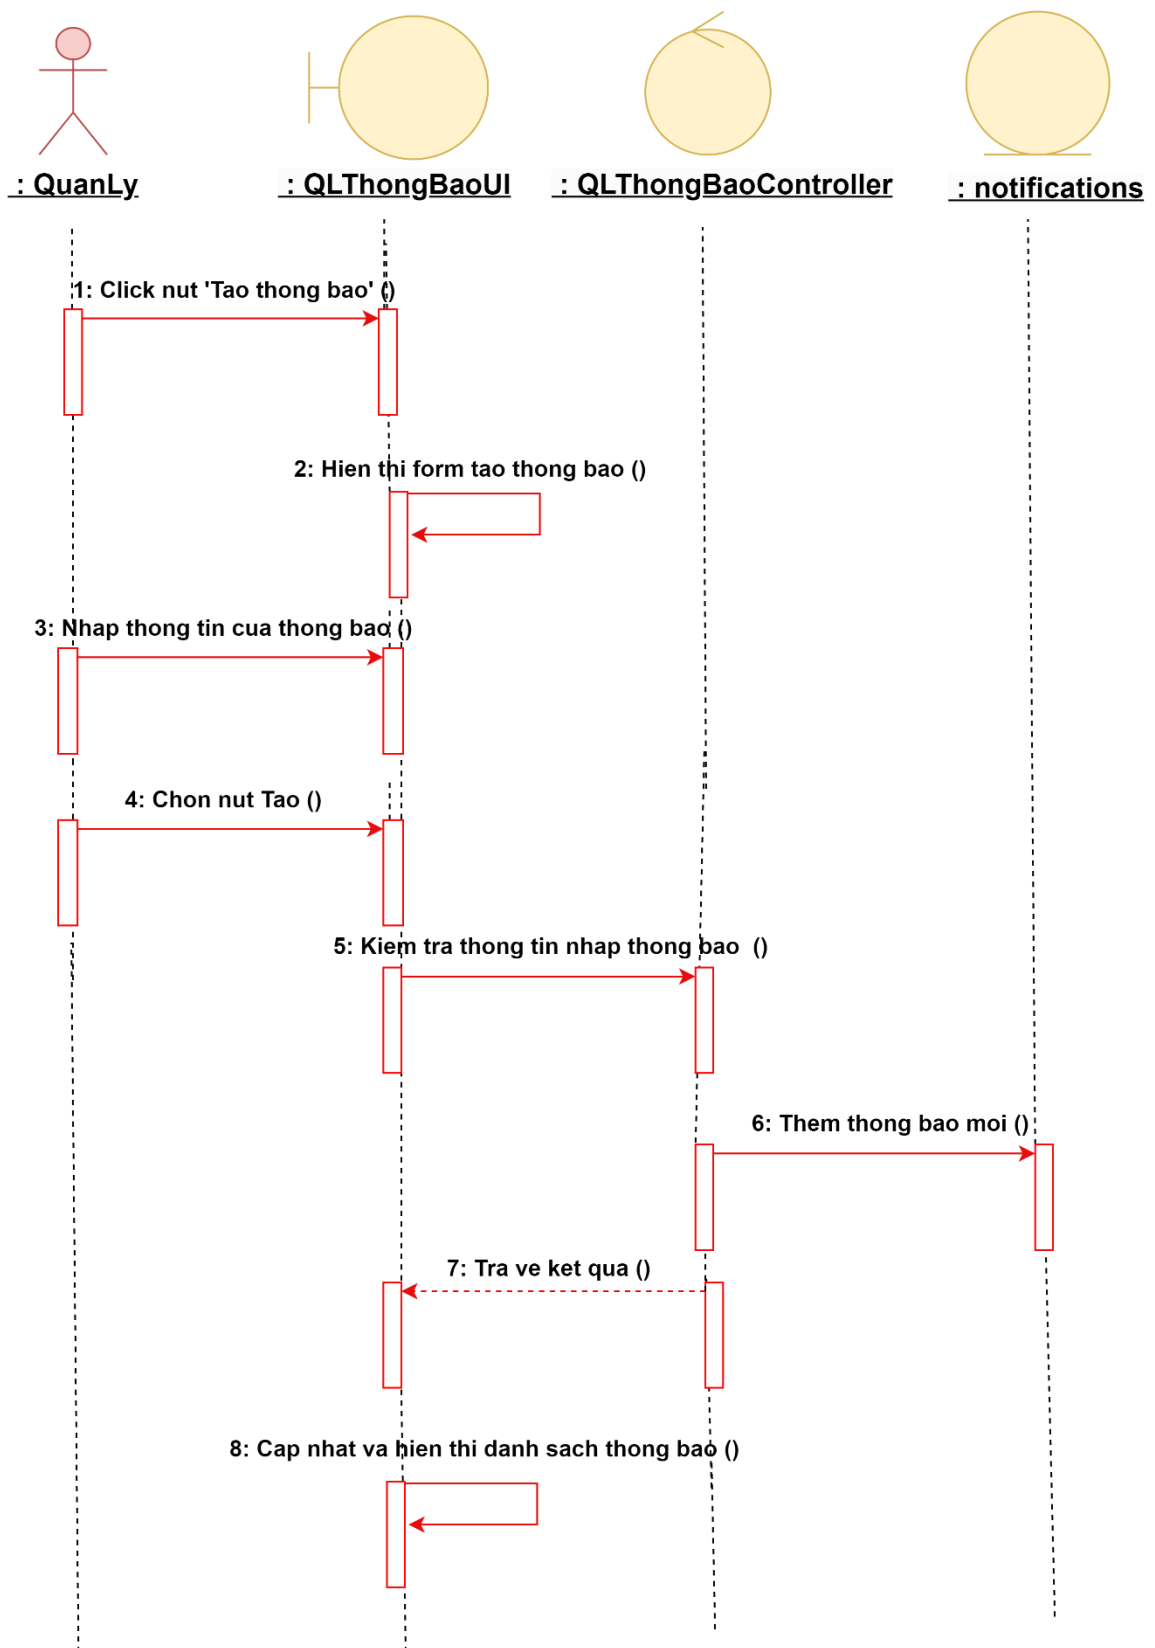 : QuanLy
: QLThongBaoUI
: QLThongBaoController
: notifications
1: Click nut 'Tao thong bao' ()
2: Hien thi form tao thong bao ()
3: Nhap thong tin cua thong bao ()
4: Chon nut Tao ()
5: Kiem tra thong tin nhap thong bao ()
6: Them thong bao moi ()
7: Tra ve ket qua ()
8: Cap nhat va hien thi danh sach thong bao ()